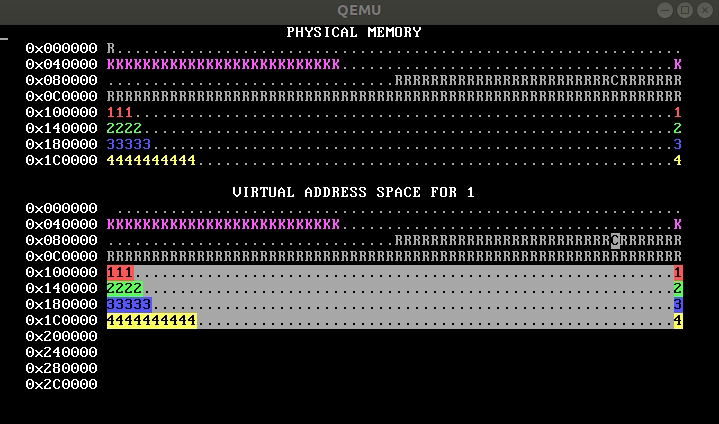 QEMU
PHYSICAL MEMORY
0x000000 R...............................................................
0x040000 KKKKKKKKKKKKKKKKKKKKKKKKKK.....................................K
0x080000 ................................RRRRRRRRRRRRRRRRRRRRRRRRCRRRRRRR
0x0C0000 RRRRRRRRRRRRRRRRRRRRRRRRRRRRRRRRRRRRRRRRRRRRRRRRRRRRRRRRRRRRRRRR
0x100000 111............................................................1
0x140000 2222...........................................................2
0x180000 33333..........................................................3
0x1C0000 4444444444.....................................................4
VIRTUAL ADDRESS SPACE FOR 1
0x000000 ................................................................
0x040000 KKKKKKKKKKKKKKKKKKKKKKKKKK.....................................K
0x080000 ................................RRRRRRRRRRRRRRRRRRRRRRRRCRRRRRRR
0x0C0000 RRRRRRRRRRRRRRRRRRRRRRRRRRRRRRRRRRRRRRRRRRRRRRRRRRRRRRRRRRRRRRRR
0x100000 111............................................................1
0x140000 2222...........................................................2
0x180000 33333..........................................................3
0x1C0000 4444444444.....................................................4
0x200000
0x240000
0x280000
0x2C0000